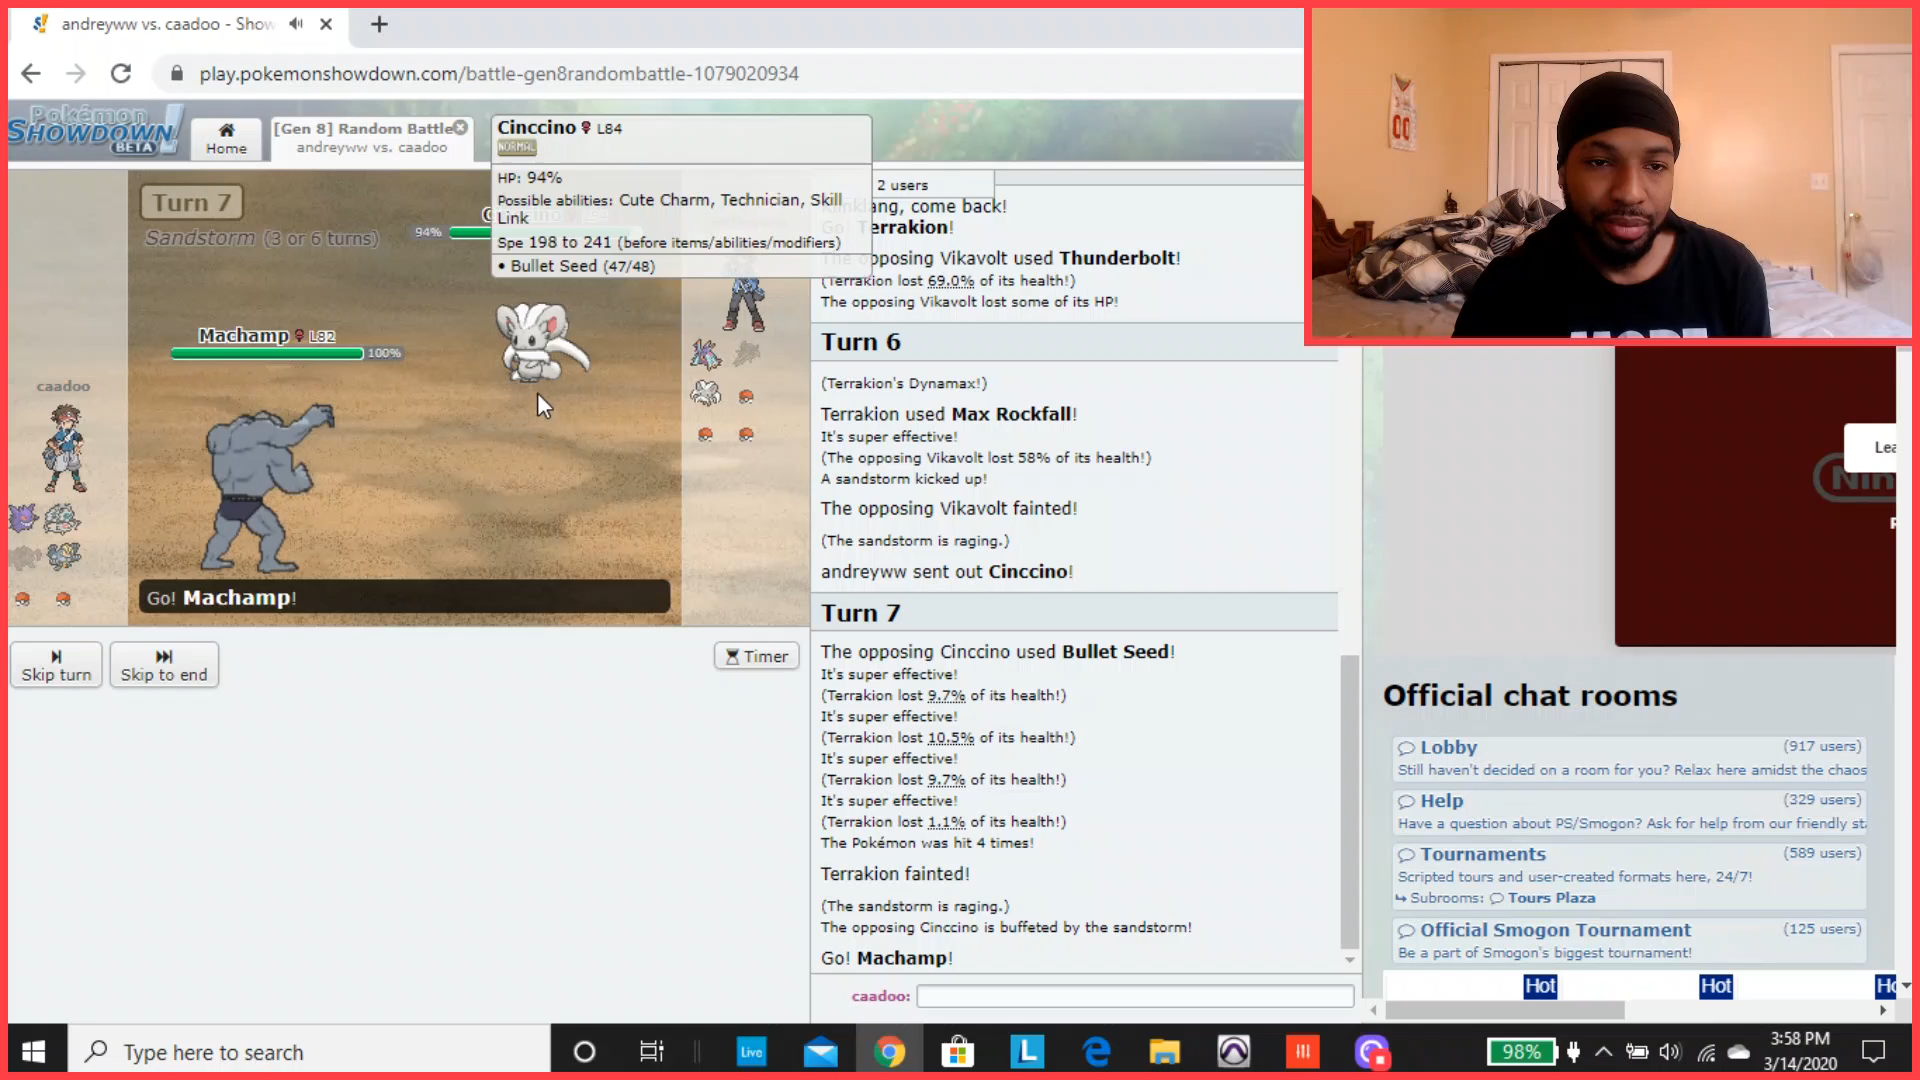 andreyww vs. caadoo - Show
play.pokemonshowdown.com/battle-gen8randombattle-1079020934
Pokémon
SHOWDOWN!
BETA
Home
[Gen 8] Random Battle
andreyww vs. caadoo
Cinccino L84
NORMAL
HP: 94%
Possible abilities: Cute Charm, Technician, Skill
Link
Spe 198 to 241 (before items/abilities/modifiers)
• Bullet Seed (47/48)
Turn 7
Sandstorm (3 or 6 turns)
94%
Machamp L82
100%
caadoo
Go! Machamp!
Skip turn
Skip to end
Timer
2 users
Klinklang, come back!
Go! Terrakion!
The opposing Vikavolt used Thunderbolt!
(Terrakion lost 69.0% of its health!)
The opposing Vikavolt lost some of its HP!
Turn 6
(Terrakion's Dynamax!)
Terrakion used Max Rockfall!
It's super effective!
(The opposing Vikavolt lost 58% of its health!)
A sandstorm kicked up!
The opposing Vikavolt fainted!
(The sandstorm is raging.)
andreyww sent out Cinccino!
Turn 7
The opposing Cinccino used Bullet Seed!
It's super effective!
(Terrakion lost 9.7% of its health!)
It's super effective!
(Terrakion lost 10.5% of its health!)
It's super effective!
(Terrakion lost 9.7% of its health!)
It's super effective!
(Terrakion lost 1.1% of its health!)
The Pokémon was hit 4 times!
Terrakion fainted!
(The sandstorm is raging.)
The opposing Cinccino is buffeted by the sandstorm!
Go! Machamp!
caadoo:
00
Lea
Nin
Official chat rooms
Lobby (917 users)
Still haven't decided on a room for you? Relax here amidst the chaos
Help (329 users)
Have a question about PS/Smogon? Ask for help from our friendly sta
Tournaments (589 users)
Scripted tours and user-created formats here, 24/7!
Subrooms: Tours Plaza
Official Smogon Tournament (125 users)
Be a part of Smogon's biggest tournament!
Hot Hot Ho
Type here to search
Live
L
98%
3:58 PM
3/14/2020